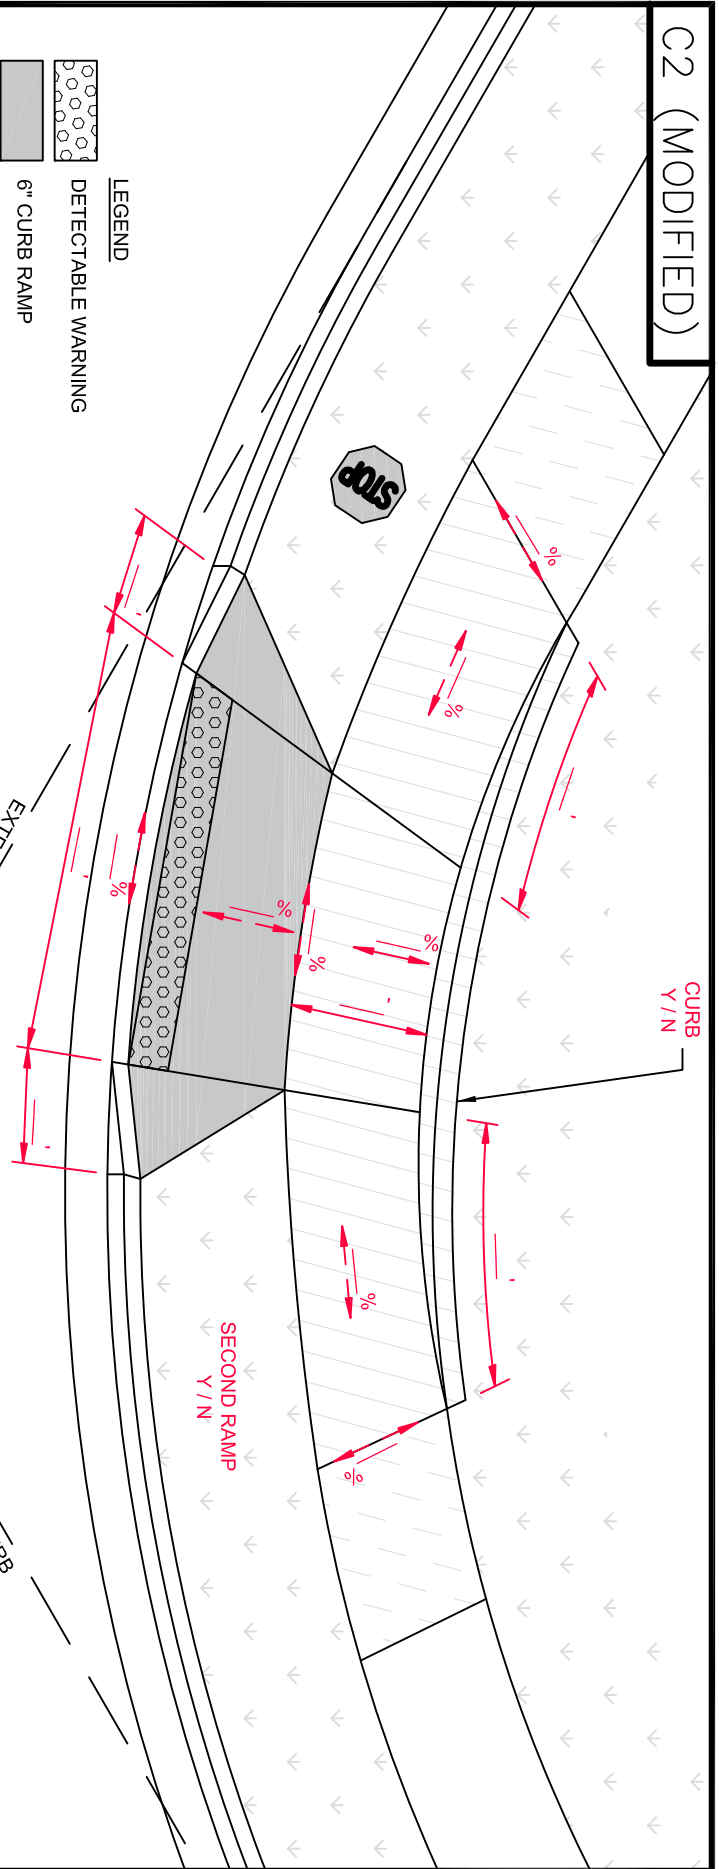 C2 (MODIFIED)
STOP
%
%
'
CURB
Y / N
'
%
%
%
'
'
%
'
'
%
%
SECOND RAMP
Y / N
LEGEND
DETECTABLE WARNING
6" CURB RAMP